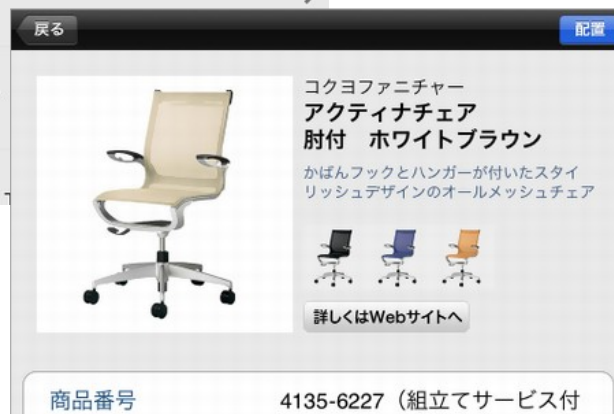 戻る
配置
コクヨファニチャー
アクティナチェア
肘付　ホワイトブラウン
かばんフックとハンガーが付いたスタイ
リッシュデザインのオールメッシュチェア
詳しくはWebサイトへ
商品番号
4135-6227（組立てサービス付